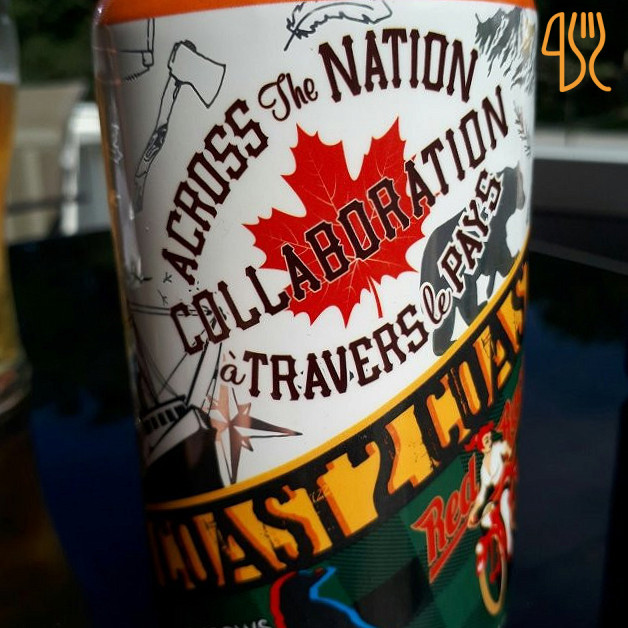 ACROSS The NATION
COLLABORATION
à TRAVERS le PAYS
COAST 2 COAST
Red